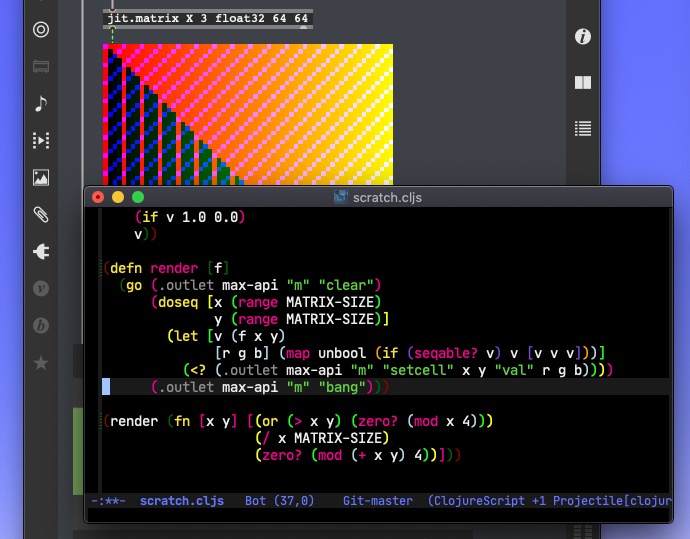 jit.matrix X 3 float32 64 64
scratch.cljs
(if v 1.0 0.0)
v))
(defn render [f]
(go (.outlet max-api "m" "clear")
(doseq [x (range MATRIX-SIZE)
y (range MATRIX-SIZE)]
(let [v (f x y)
[r g b] (map unbool (if (seqable? v) v [v v v]))]
(<? (.outlet max-api "m" "setcell" x y "val" r g b))))
(.outlet max-api "m" "bang")))
(render (fn [x y] [(or (> x y) (zero? (mod x 4)))
(/ x MATRIX-SIZE)
(zero? (mod (+ x y) 4))]))
-:**-  scratch.cljs   Bot (37,0)    Git-master  (ClojureScript +1 Projectile[clojur